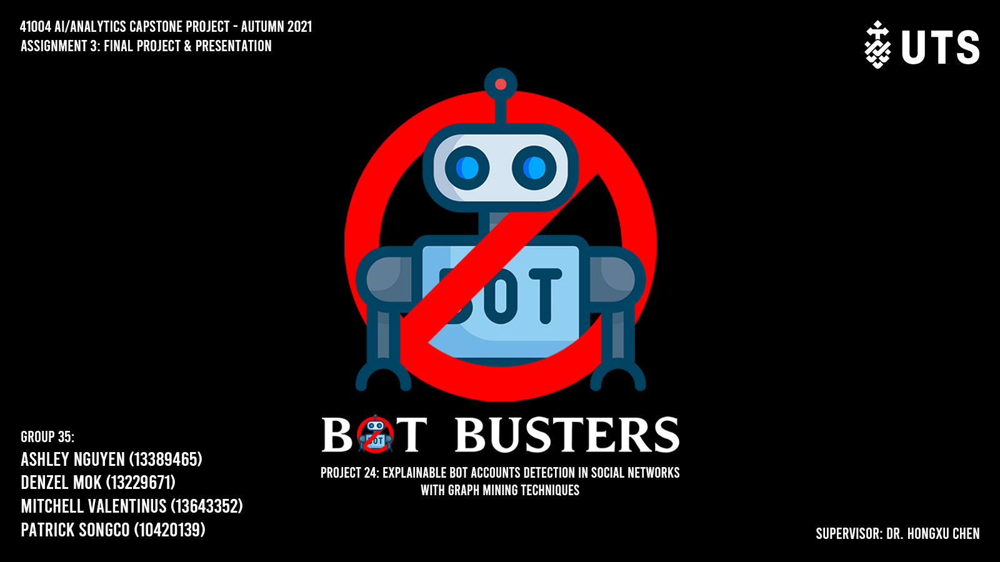 41004 AI/ANALYTICS CAPSTONE PROJECT - AUTUMN 2021
ASSIGNMENT 3: FINAL PROJECT & PRESENTATION
UTS
BOT
BOT BUSTERS
PROJECT 24: EXPLAINABLE BOT ACCOUNTS DETECTION IN SOCIAL NETWORKS
WITH GRAPH MINING TECHNIQUES
GROUP 35:
ASHLEY NGUYEN (13389465)
DENZEL MOK (13229671)
MITCHELL VALENTINUS (13643352)
PATRICK SONGCO (10420139)
SUPERVISOR: DR. HONGXU CHEN